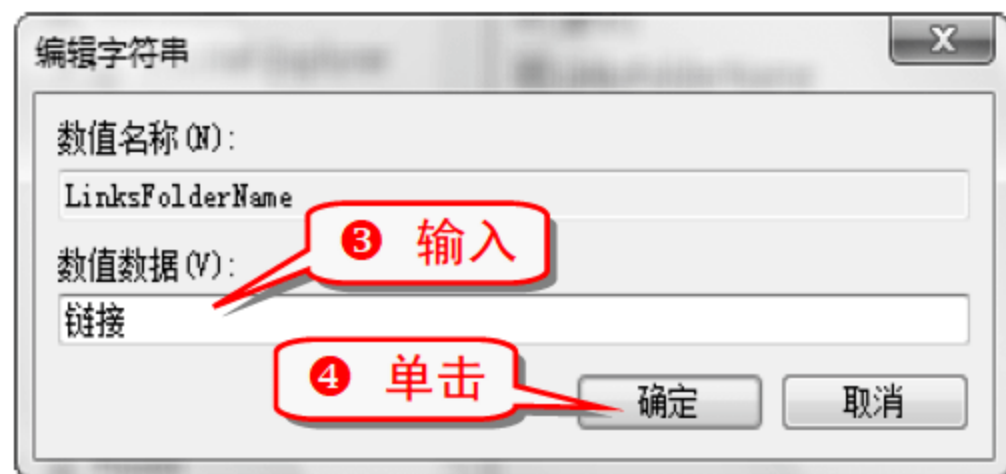 编辑字符串
数值名称(N):
LinksFolderName
❸ 输入
数值数据(V):
链接
❹ 单击
确定
取消